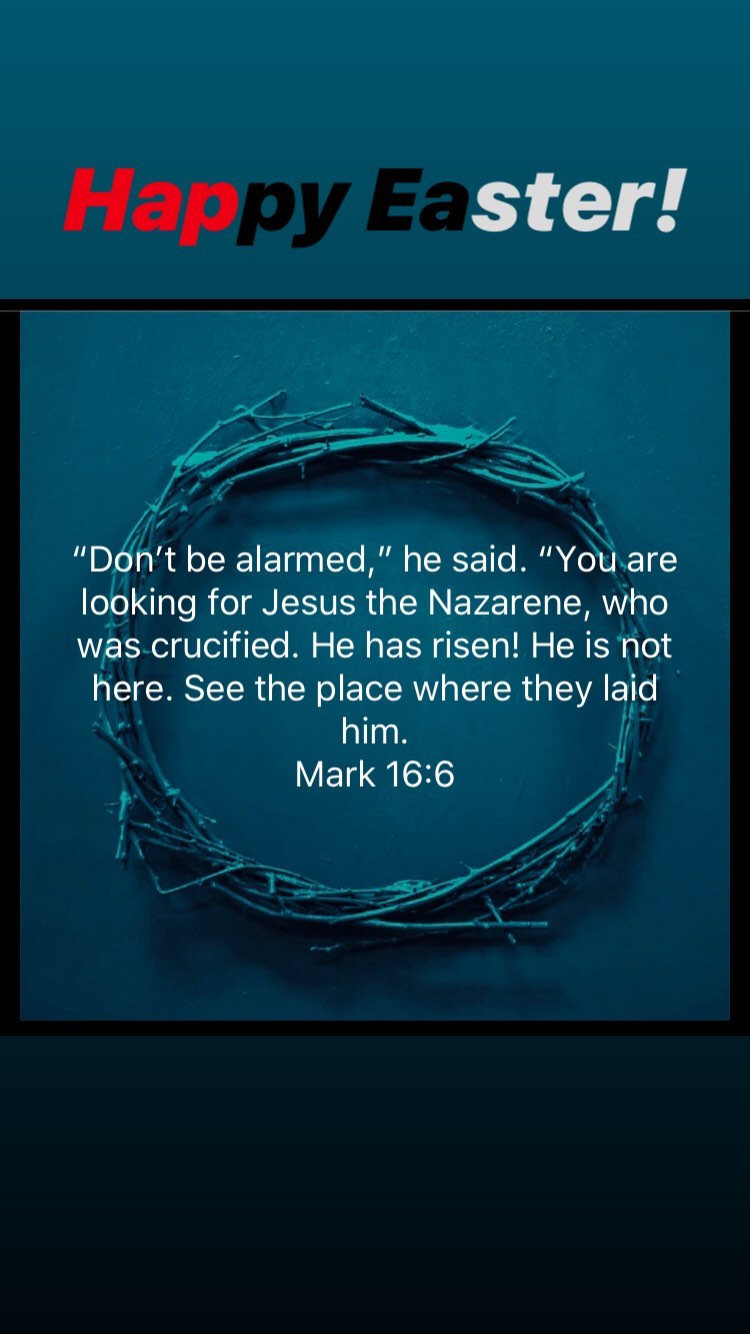 Happy Easter!
“Don’t be alarmed,” he said. “You are
looking for Jesus the Nazarene, who
was crucified. He has risen! He is not
here. See the place where they laid
him.
Mark 16:6